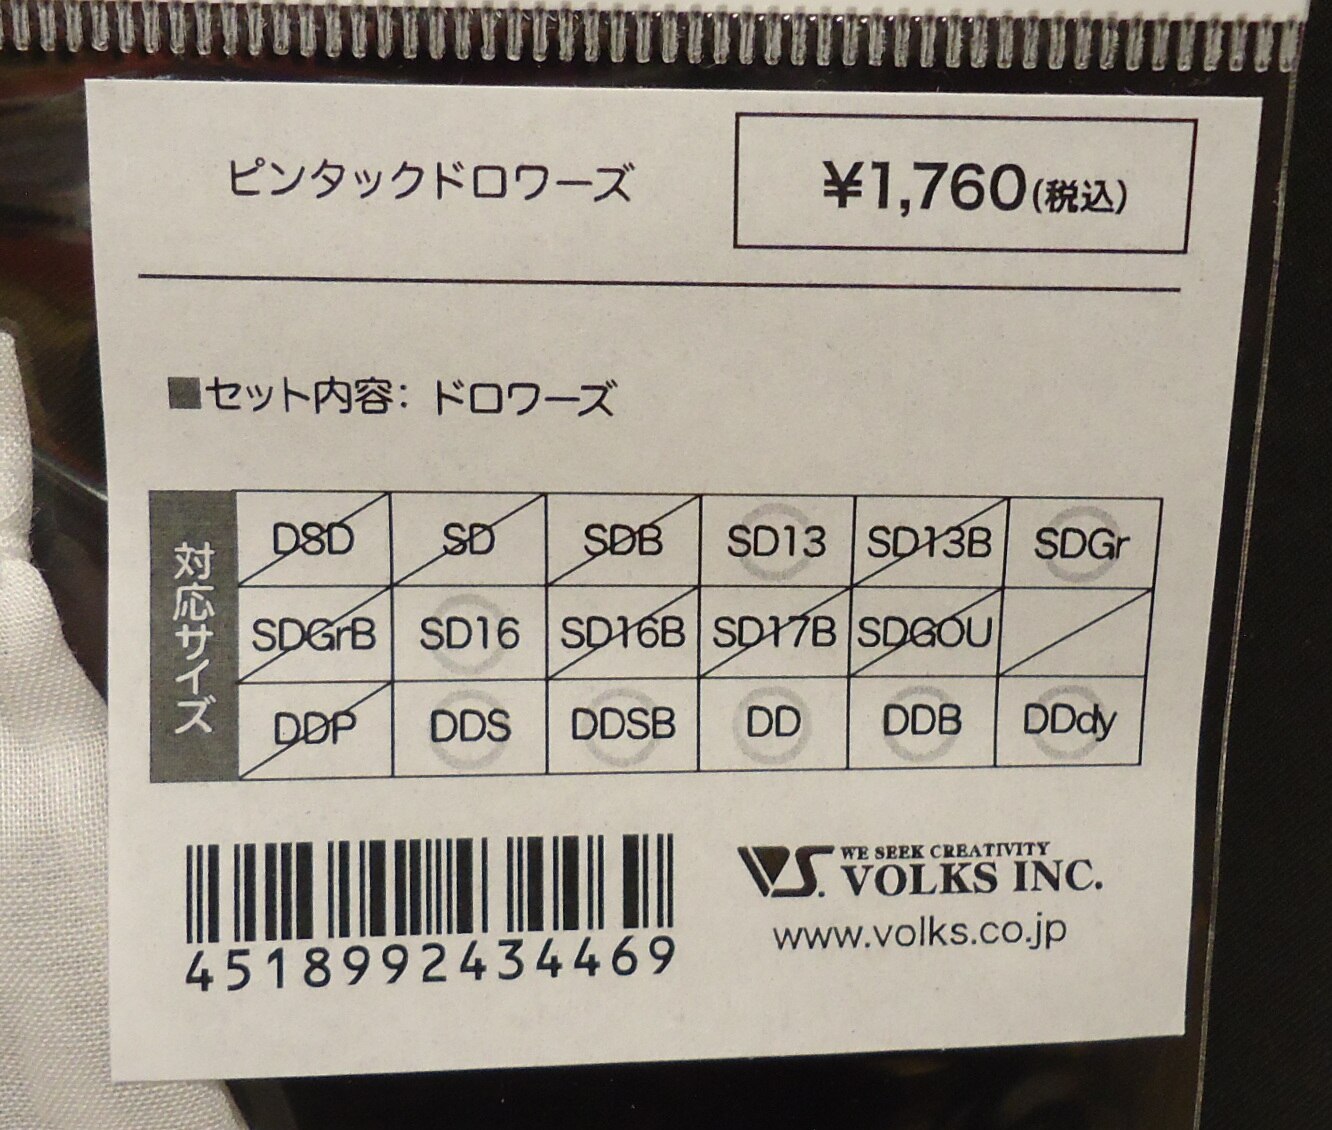 ピンタックドロワーズ
¥1,760(税込)
■セット内容: ドロワーズ
対応サイズ
DSD SD SDB SD13 SD13B SDGr
SDGrB SD16 SD16B SD17B SDGOU
DDP DDS DDSB DD DDB DDdy
4518992434469
VS. WE SEEK CREATIVITY
VOLKS INC.
www.volks.co.jp